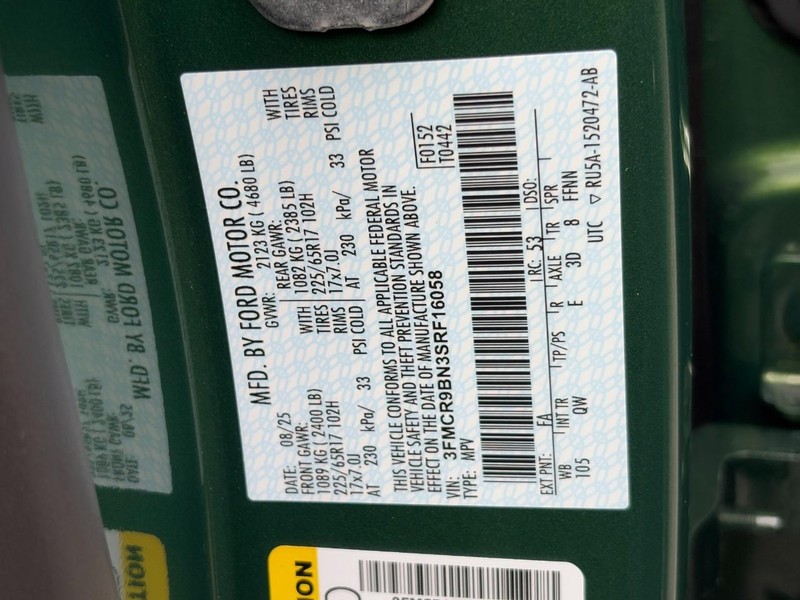 MFD. BY FORD MOTOR CO.
DATE: 08/25 GVWR: 2123 KG ( 4680 LB)
FRONT GAWR: WITH REAR GAWR: WITH
1089 KG ( 2400 LB) TIRES 1082 KG ( 2385 LB) TIRES
225/65R17 102H RIMS 225/65R17 102H RIMS
17x7.0J PSI COLD 17x7.0J PSI COLD
AT 230 kPa/ 33 AT 230 kPa/ 33
THIS VEHICLE CONFORMS TO ALL APPLICABLE FEDERAL MOTOR
VEHICLE SAFETY AND THEFT PREVENTION STANDARDS IN
EFFECT ON THE DATE OF MANUFACTURE SHOWN ABOVE.
VIN: 3FMCR9BN3SRF16058 F0152
TYPE: MPV T0442
EXT PNT: EA RC: 53 DSO:
WB INT TR TP/PS R AXLE TR SPR
105 QW E 3D 8 FFNN
UTC ▽ RU5A-1520472-AB